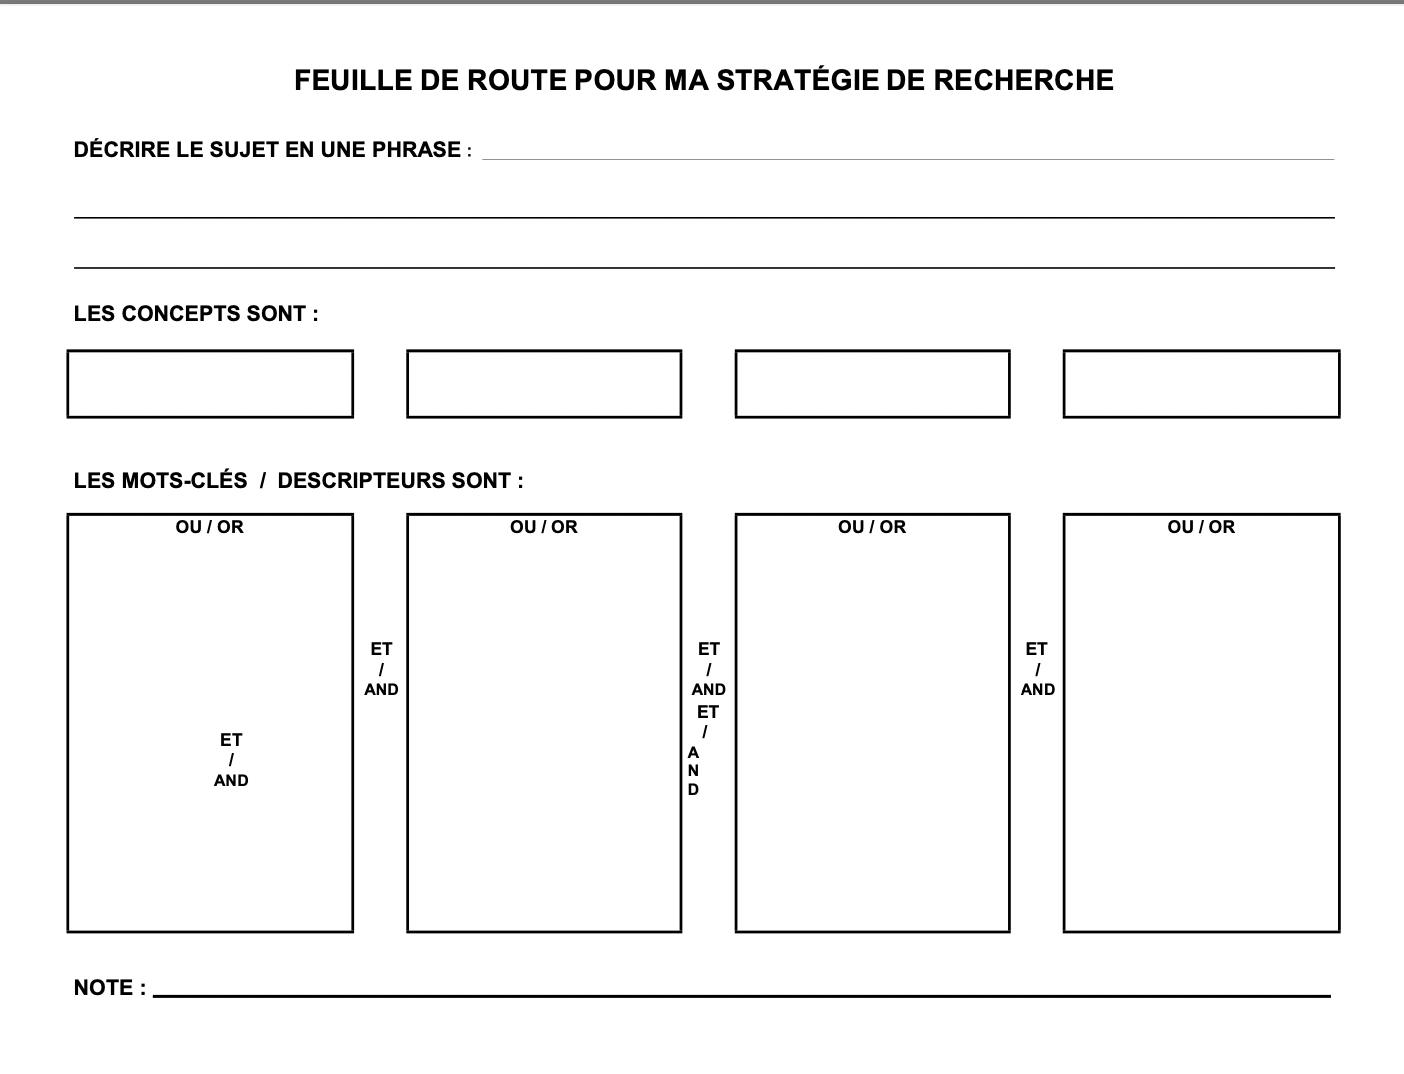 FEUILLE DE ROUTE POUR MA STRATÉGIE DE RECHERCHE
DÉCRIRE LE SUJET EN UNE PHRASE :
LES CONCEPTS SONT :
LES MOTS-CLÉS / DESCRIPTEURS SONT :
OU / OR
OU / OR
OU / OR
OU / OR
ET
/
AND
ET
/
AND
ET
/
AND
ET
/
A
N
D
ET
/
AND
NOTE :